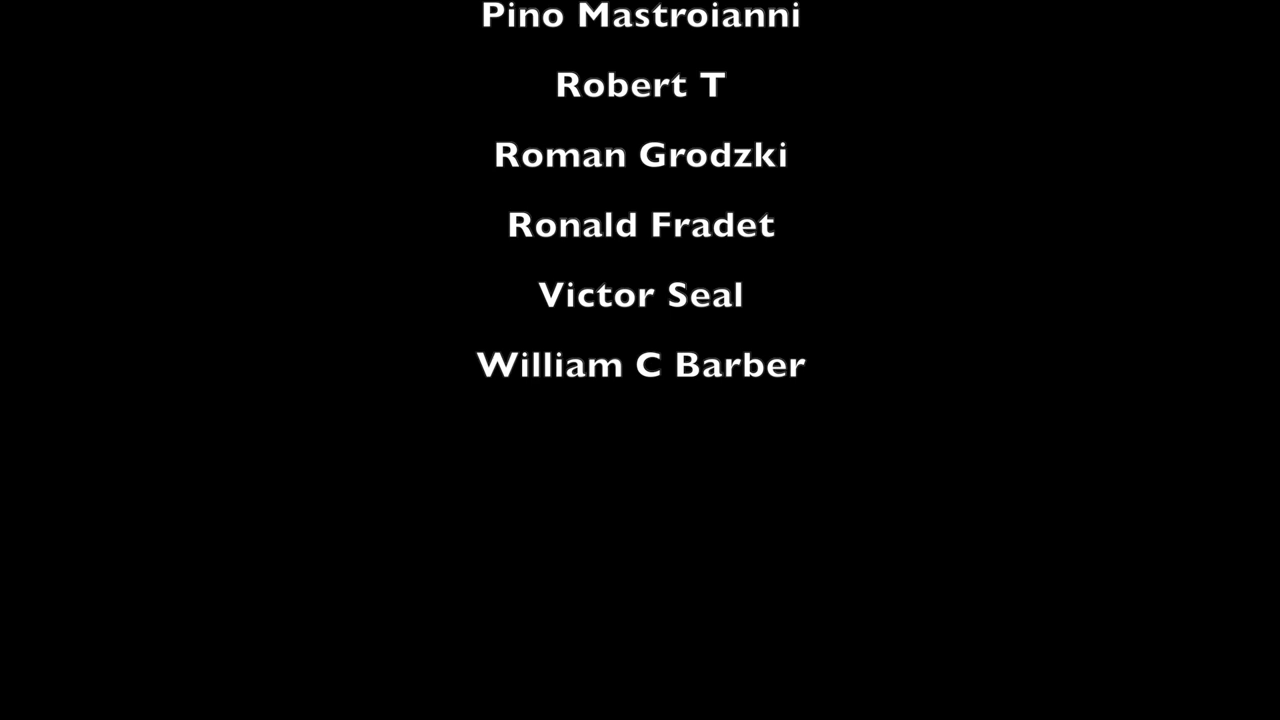 Pino Mastroianni
Robert T
Roman Grodzki
Ronald Fradet
Victor Seal
William C Barber